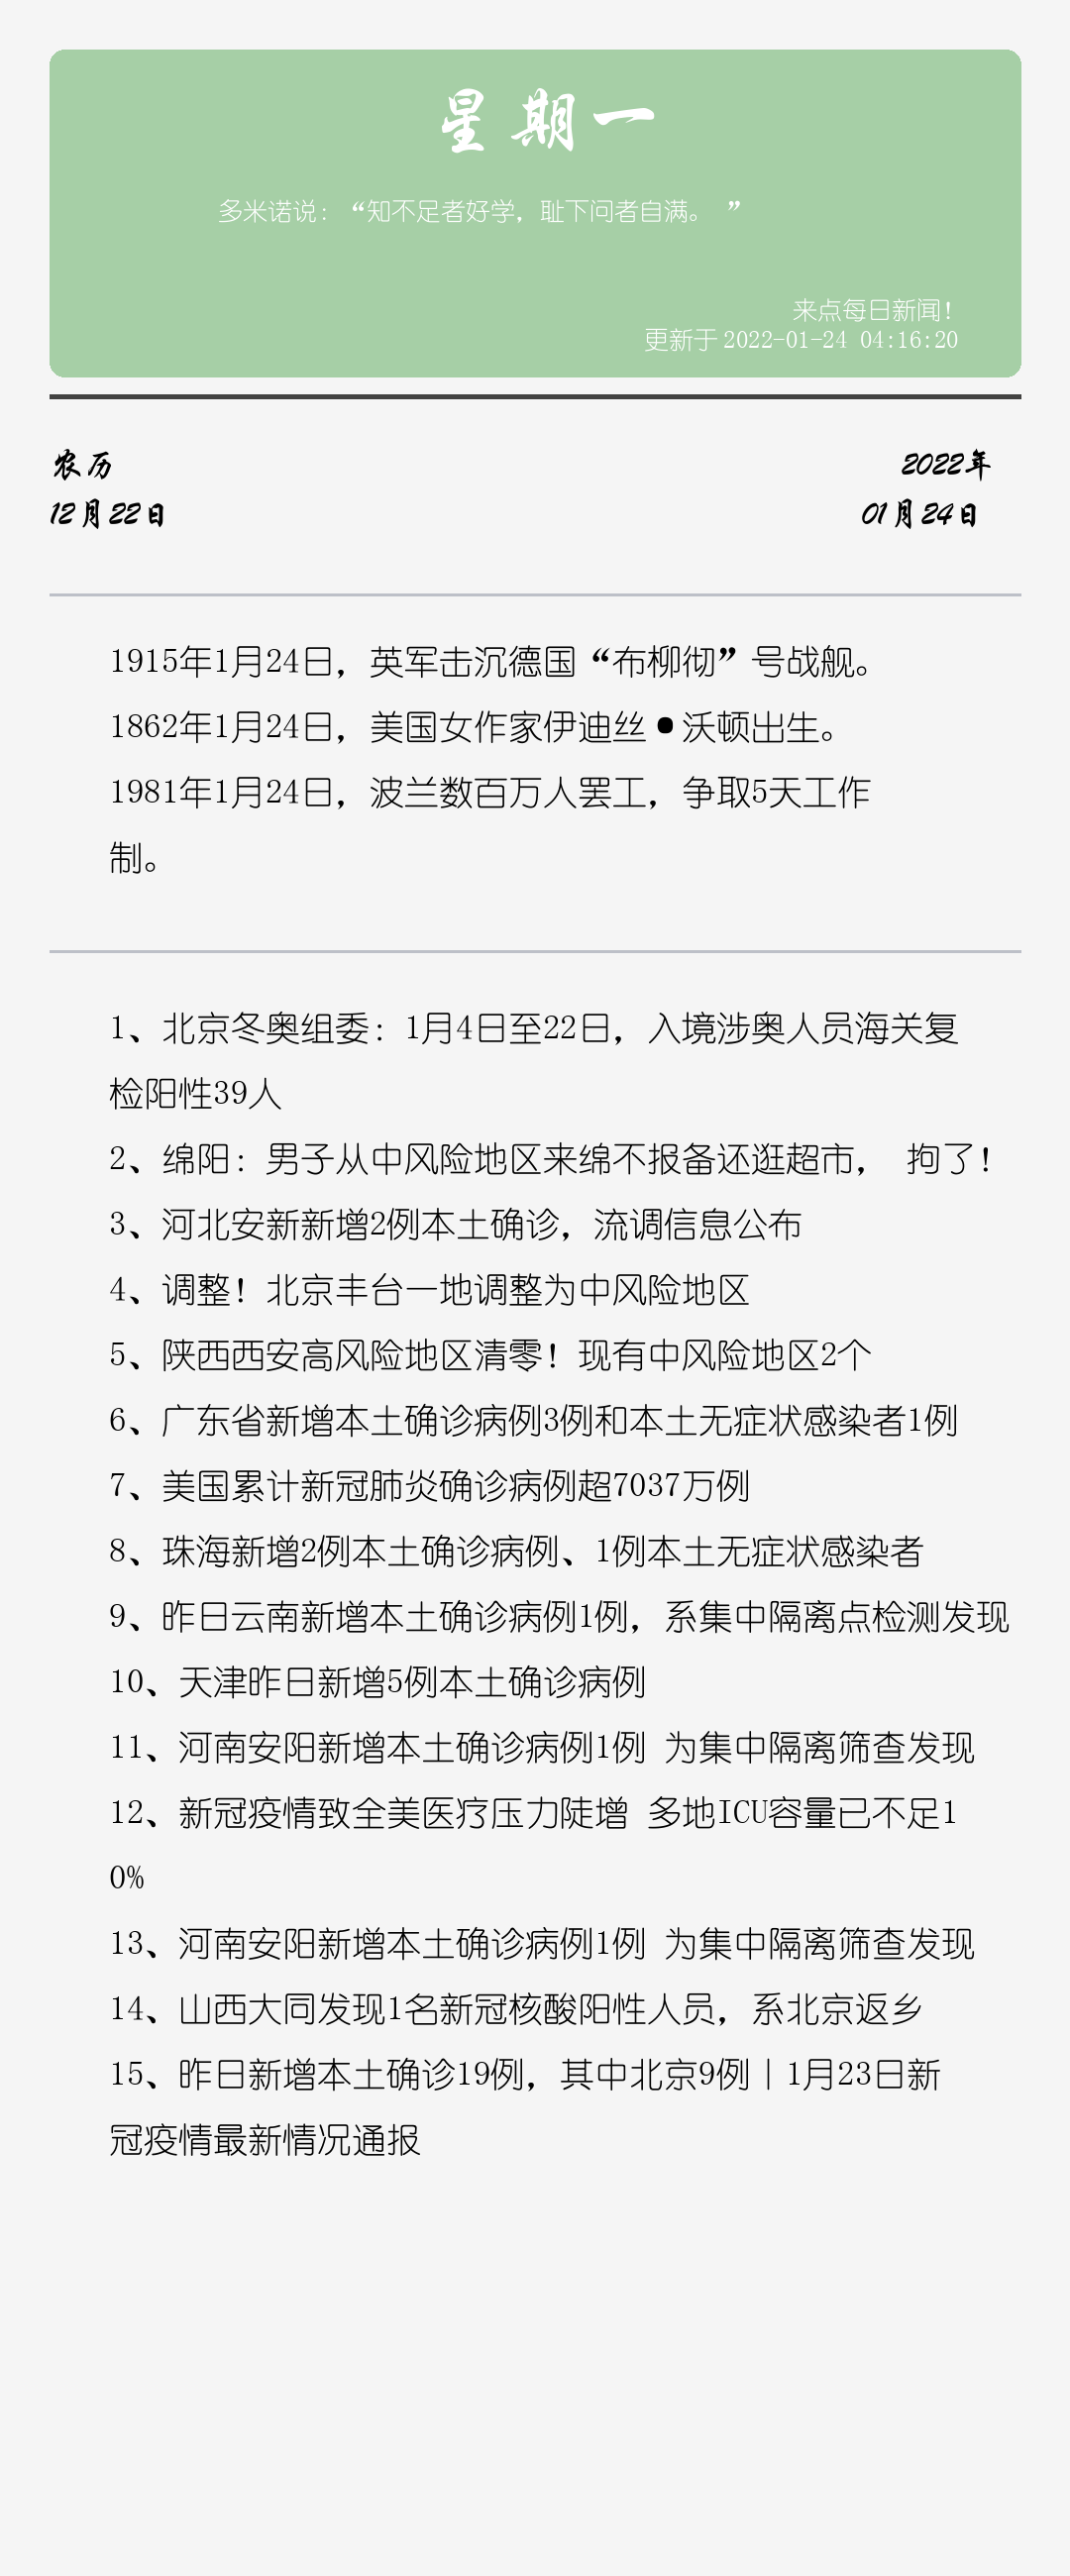 星期一
多米诺说：“知不足者好学，耻下问者自满。 ”
来点每日新闻！
更新于 2022-01-24 04:16:20
农历
2022年
12月22日
01月24日
1915年1月24日，英军击沉德国“布柳彻”号战舰。
1862年1月24日，美国女作家伊迪丝•沃顿出生。
1981年1月24日，波兰数百万人罢工，争取5天工作
制。
1、北京冬奥组委：1月4日至22日，入境涉奥人员海关复
检阳性39人
2、绵阳：男子从中风险地区来绵不报备还逛超市， 拘了！
3、河北安新新增2例本土确诊，流调信息公布
4、调整！北京丰台一地调整为中风险地区
5、陕西西安高风险地区清零！现有中风险地区2个
6、广东省新增本土确诊病例3例和本土无症状感染者1例
7、美国累计新冠肺炎确诊病例超7037万例
8、珠海新增2例本土确诊病例、1例本土无症状感染者
9、昨日云南新增本土确诊病例1例，系集中隔离点检测发现
10、天津昨日新增5例本土确诊病例
11、河南安阳新增本土确诊病例1例 为集中隔离筛查发现
12、新冠疫情致全美医疗压力陡增 多地ICU容量已不足1
0%
13、河南安阳新增本土确诊病例1例 为集中隔离筛查发现
14、山西大同发现1名新冠核酸阳性人员，系北京返乡
15、昨日新增本土确诊19例，其中北京9例丨1月23日新
冠疫情最新情况通报